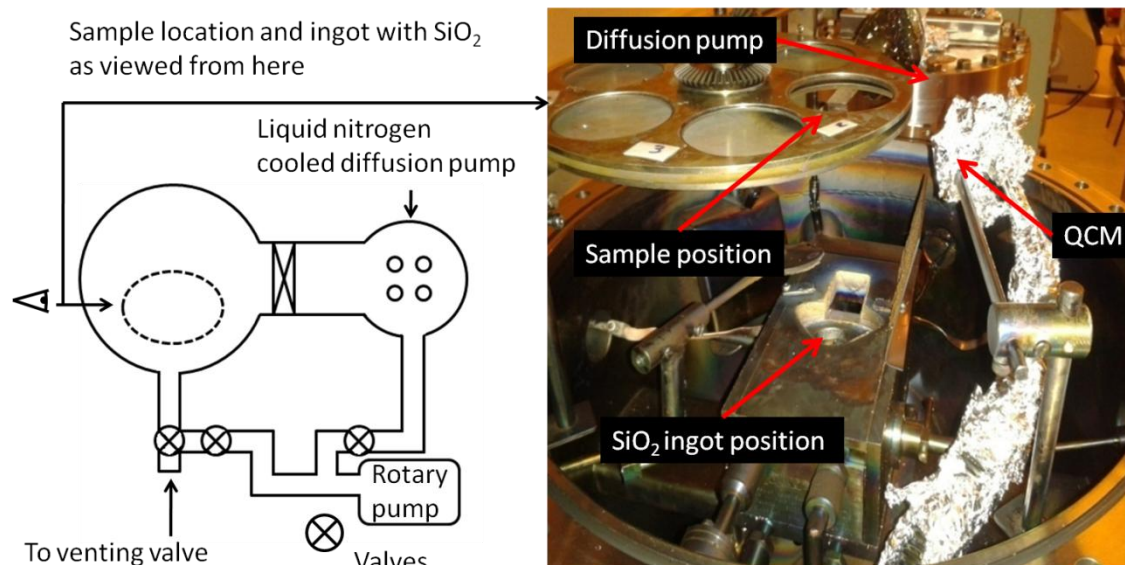 Sample location and ingot with SiO₂
as viewed from here
Liquid nitrogen
cooled diffusion pump
Rotary
pump
To venting valve
Valves
Diffusion pump
3
Sample position
QCM
SiO₂ ingot position